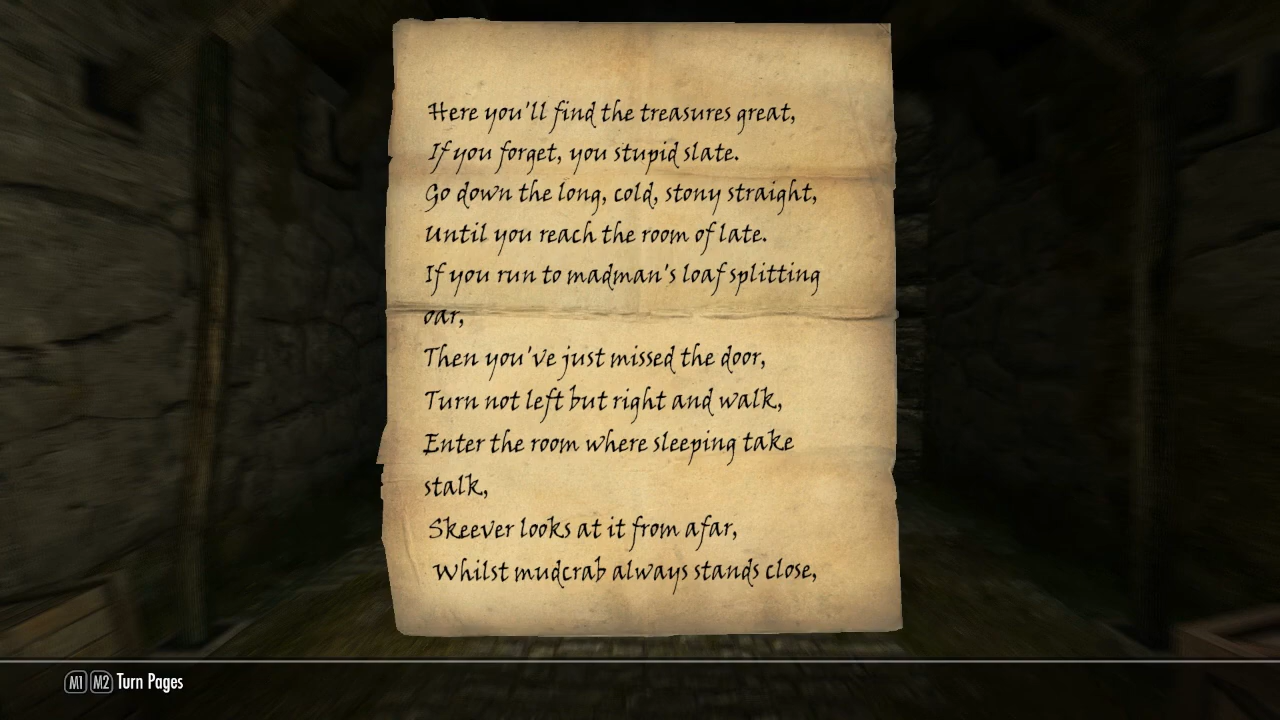 Here you'll find the treasures great,
If you forget, you stupid slate.
Go down the long, cold, stony straight,
Until you reach the room of late.
If you run to madman's loaf splitting
oar,
Then you've just missed the door,
Turn not left but right and walk,
Enter the room where sleeping take
stalk,
Skeever looks at it from afar,
Whilst mudcrab always stands close,
M1 M2 Turn Pages